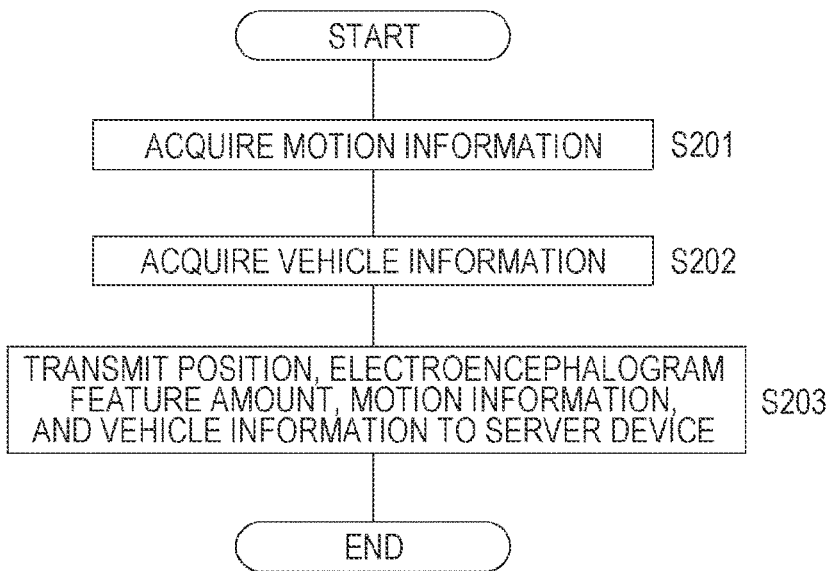 START
ACQUIRE MOTION INFORMATION S201
ACQUIRE VEHICLE INFORMATION S202
TRANSMIT POSITION, ELECTROENCEPHALOGRAM
FEATURE AMOUNT, MOTION INFORMATION,
AND VEHICLE INFORMATION TO SERVER DEVICE
S203
END